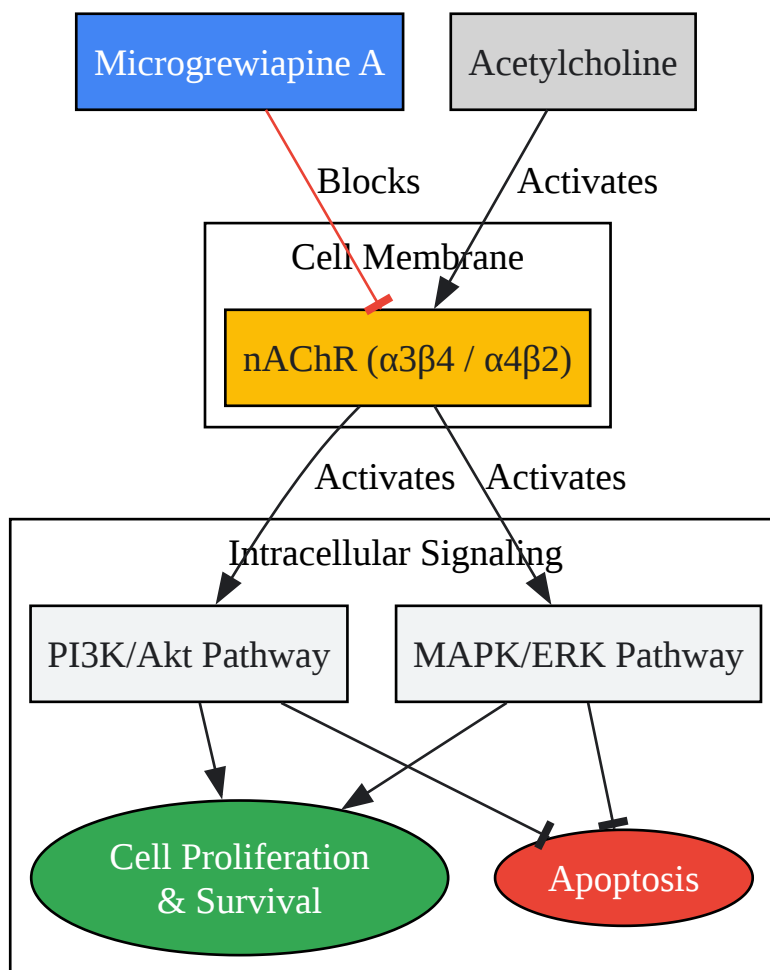 Microgrewiapine A
Acetylcholine
Blocks
Activates
Cell Membrane
nAChR (α3β4 / α4β2)
Activates
Activates
Intracellular Signaling
PI3K/Akt Pathway
MAPK/ERK Pathway
Cell Proliferation
& Survival
Apoptosis